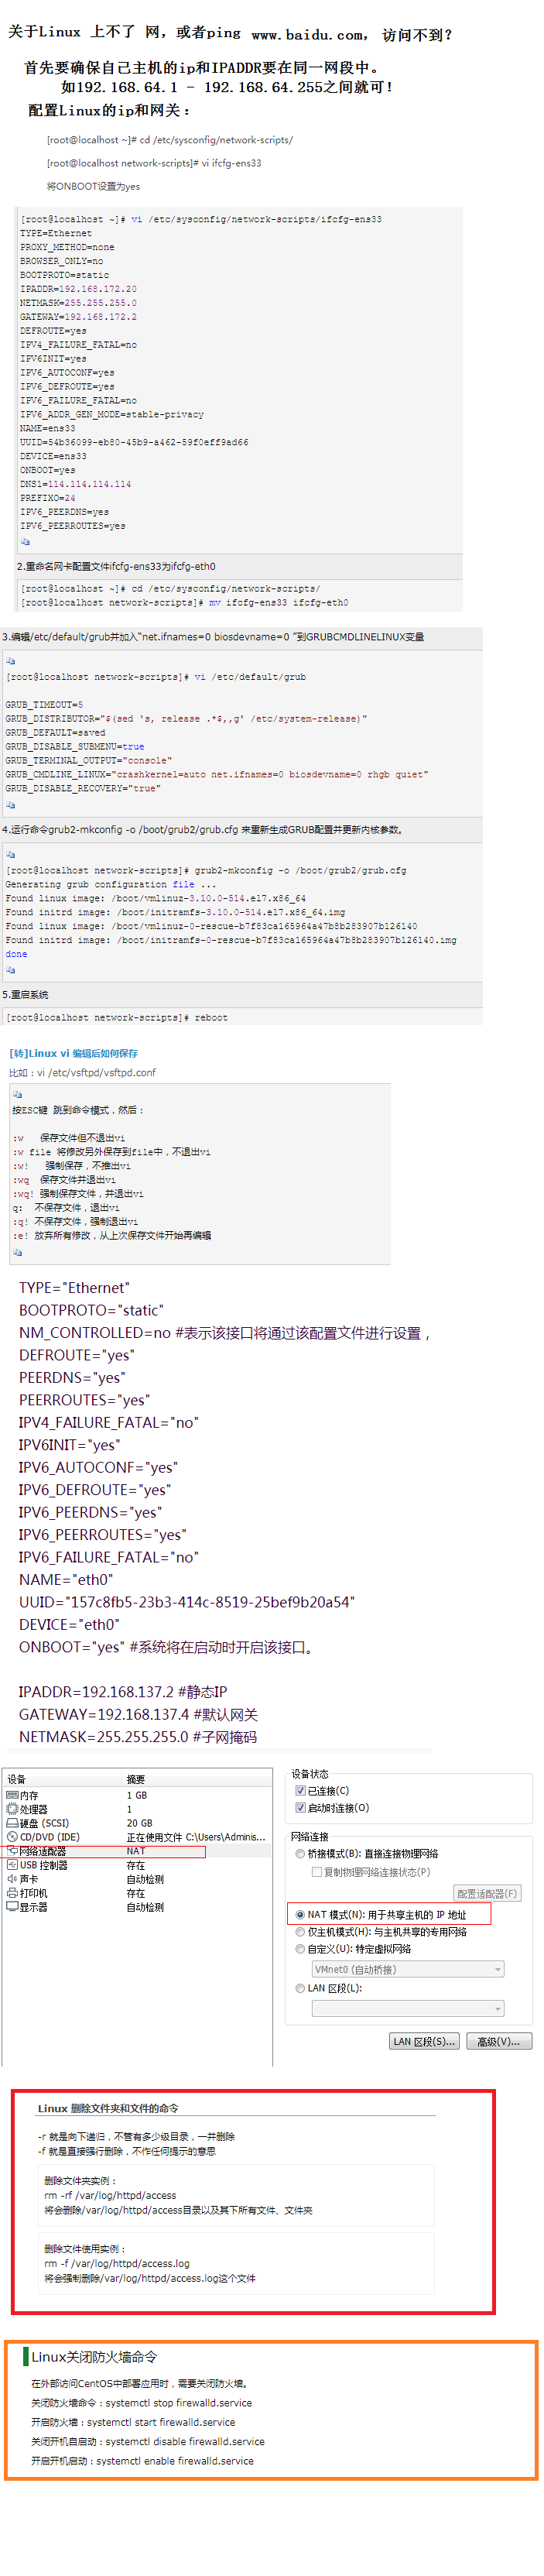 关于Linux 上不了 网，或者ping www.baidu.com， 访问不到?
首先要确保自己主机的ip和IPADDR要在同一网段中。
如192.168.64.1 - 192.168.64.255之间就可!
配置Linux的ip和网关：
[root@localhost ~]# cd /etc/sysconfig/network-scripts/
[root@localhost network-scripts]# vi ifcfg-ens33
将ONBOOT设置为yes
[root@localhost ~]# vi /etc/sysconfig/network-scripts/ifcfg-ens33
TYPE=Ethernet
PROXY_METHOD=none
BROWSER_ONLY=no
BOOTPROTO=static
IPADDR=192.168.172.20
NETMASK=255.255.255.0
GATEWAY=192.168.172.2
DEFROUTE=yes
IPV4_FAILURE_FATAL=no
IPV6INIT=yes
IPV6_AUTOCONF=yes
IPV6_DEFROUTE=yes
IPV6_FAILURE_FATAL=no
IPV6_ADDR_GEN_MODE=stable-privacy
NAME=ens33
UUID=54b36099-eb80-45b9-a462-59f0eff9ad66
DEVICE=ens33
ONBOOT=yes
DNS1=114.114.114.114
PREFIXO=24
IPV6_PEERDNS=yes
IPV6_PEERROUTES=yes
2.重命名网卡配置文件ifcfg-ens33为ifcfg-eth0
[root@localhost ~]# cd /etc/sysconfig/network-scripts/
[root@localhost network-scripts]# mv ifcfg-ens33 ifcfg-eth0
3.编辑/etc/default/grub并加入“net.ifnames=0 biosdevname=0 ”到GRUBCMDLINELINUX变量
[root@localhost network-scripts]# vi /etc/default/grub
GRUB_TIMEOUT=5
GRUB_DISTRIBUTOR="$(sed 's, release .*$,,g' /etc/system-release)"
GRUB_DEFAULT=saved
GRUB_DISABLE_SUBMENU=true
GRUB_TERMINAL_OUTPUT="console"
GRUB_CMDLINE_LINUX="crashkernel=auto net.ifnames=0 biosdevname=0 rhgb quiet"
GRUB_DISABLE_RECOVERY="true"
4.运行命令grub2-mkconfig -o /boot/grub2/grub.cfg 来重新生成GRUB配置并更新内核参数。
[root@localhost network-scripts]# grub2-mkconfig -o /boot/grub2/grub.cfg
Generating grub configuration file ...
Found linux image: /boot/vmlinuz-3.10.0-514.el7.x86_64
Found initrd image: /boot/initramfs-3.10.0-514.el7.x86_64.img
Found linux image: /boot/vmlinuz-0-rescue-b7f83ca165964a47b8b283907b126140
Found initrd image: /boot/initramfs-0-rescue-b7f83ca165964a47b8b283907b126140.img
done
5.重启系统
[root@localhost network-scripts]# reboot
[转]Linux vi 编辑后如何保存
比如：vi /etc/vsftpd/vsftpd.conf
按ESC键 跳到命令模式，然后：
:w 保存文件但不退出vi
:w file 将修改另外保存到file中，不退出vi
:w! 强制保存，不推出vi
:wq 保存文件并退出vi
:wq! 强制保存文件，并退出vi
q: 不保存文件，退出vi
:q! 不保存文件，强制退出vi
:e! 放弃所有修改，从上次保存文件开始再编辑
TYPE="Ethernet"
BOOTPROTO="static"
NM_CONTROLLED=no #表示该接口将通过该配置文件进行设置，
DEFROUTE="yes"
PEERDNS="yes"
PEERROUTES="yes"
IPV4_FAILURE_FATAL="no"
IPV6INIT="yes"
IPV6_AUTOCONF="yes"
IPV6_DEFROUTE="yes"
IPV6_PEERDNS="yes"
IPV6_PEERROUTES="yes"
IPV6_FAILURE_FATAL="no"
NAME="eth0"
UUID="157c8fb5-23b3-414c-8519-25bef9b20a54"
DEVICE="eth0"
ONBOOT="yes" #系统将在启动时开启该接口。
IPADDR=192.168.137.2 #静态IP
GATEWAY=192.168.137.4 #默认网关
NETMASK=255.255.255.0 #子网掩码
设备 摘要
内存 1 GB
处理器 1
硬盘 (SCSI) 20 GB
CD/DVD (IDE) 正在使用文件 C:\Users\Adminis...
网络适配器 NAT
USB 控制器 存在
声卡 自动检测
打印机 存在
显示器 自动检测
设备状态
已连接(C)
启动时连接(O)
网络连接
桥接模式(B): 直接连接物理网络
复制物理网络连接状态(P)
配置适配器(F)
NAT 模式(N): 用于共享主机的 IP 地址
仅主机模式(H): 与主机共享的专用网络
自定义(U): 特定虚拟网络
VMnet0 (自动桥接)
LAN 区段(L):
LAN 区段(S)... 高级(V)...
Linux 删除文件夹和文件的命令
-r 就是向下递归，不管有多少级目录，一并删除
-f 就是直接强行删除，不作任何提示的意思
删除文件夹实例：
rm -rf /var/log/httpd/access
将会删除/var/log/httpd/access目录以及其下所有文件、文件夹
删除文件使用实例：
rm -f /var/log/httpd/access.log
将会强制删除/var/log/httpd/access.log这个文件
Linux关闭防火墙命令
在外部访问CentOS中部署应用时，需要关闭防火墙。
关闭防火墙命令：systemctl stop firewalld.service
开启防火墙：systemctl start firewalld.service
关闭开机自启动：systemctl disable firewalld.service
开启开机启动：systemctl enable firewalld.service